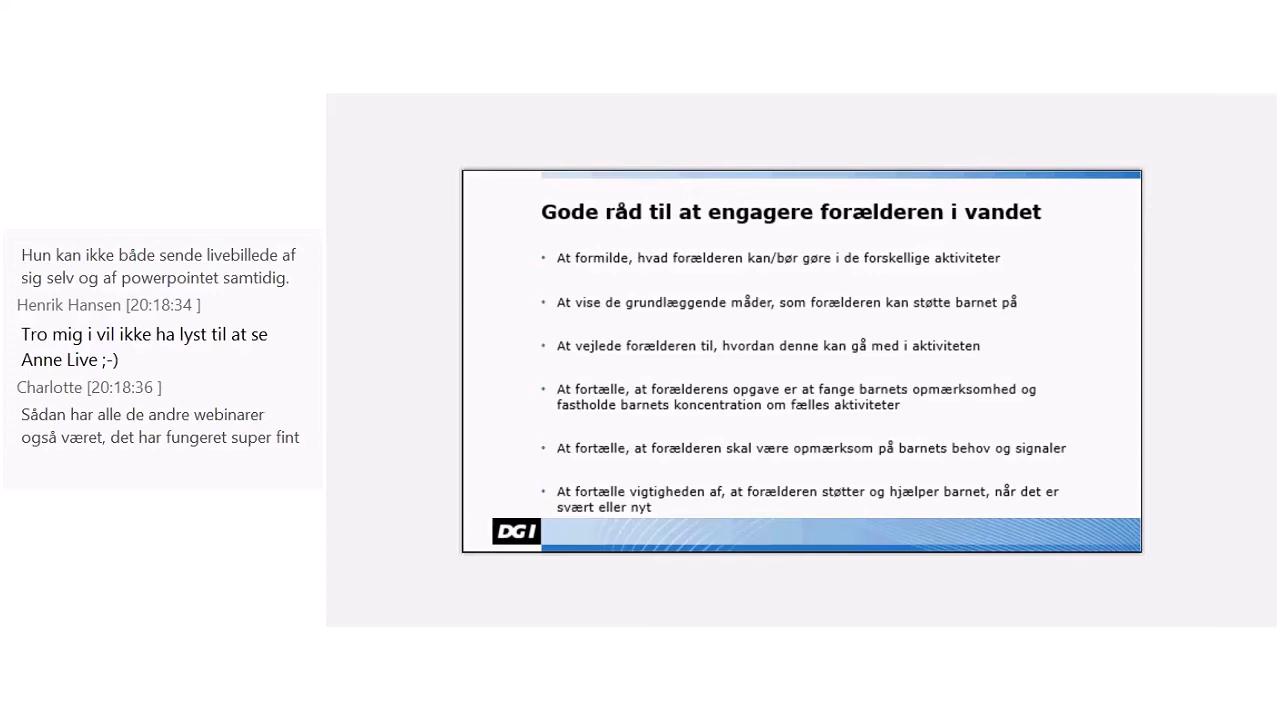 Hun kan ikke både sende livebillede af
sig selv og af powerpointet samtidig.
Henrik Hansen [20:18:34 ]
Tro mig i vil ikke ha lyst til at se
Anne Live ;-)
Charlotte [20:18:36 ]
Sådan har alle de andre webinarer
også været, det har fungeret super fint
Gode råd til at engagere forælderen i vandet
• At formilde, hvad forælderen kan/bør gøre i de forskellige aktiviteter
• At vise de grundlæggende måder, som forælderen kan støtte barnet på
• At vejlede forælderen til, hvordan denne kan gå med i aktiviteten
• At fortælle, at forælderens opgave er at fange barnets opmærksomhed og
fastholde barnets koncentration om fælles aktiviteter
• At fortælle, at forælderen skal være opmærksom på barnets behov og signaler
• At fortælle vigtigheden af, at forælderen støtter og hjælper barnet, når det er
svært eller nyt
DGI